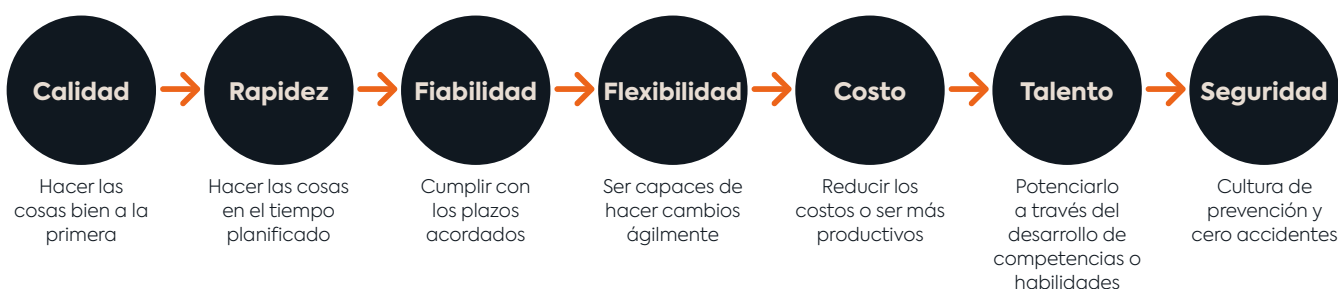 Calidad
Hacer las
cosas bien a la
primera
Rapidez
Hacer las cosas
en el tiempo
planificado
Fiabilidad
Cumplir con
los plazos
acordados
Flexibilidad
Ser capaces de
hacer cambios
ágilmente
Costo
Reducir los
costos o ser más
productivos
Talento
Potenciarlo
a través del
desarrollo de
competencias o
habilidades
Seguridad
Cultura de
prevención y
cero accidentes